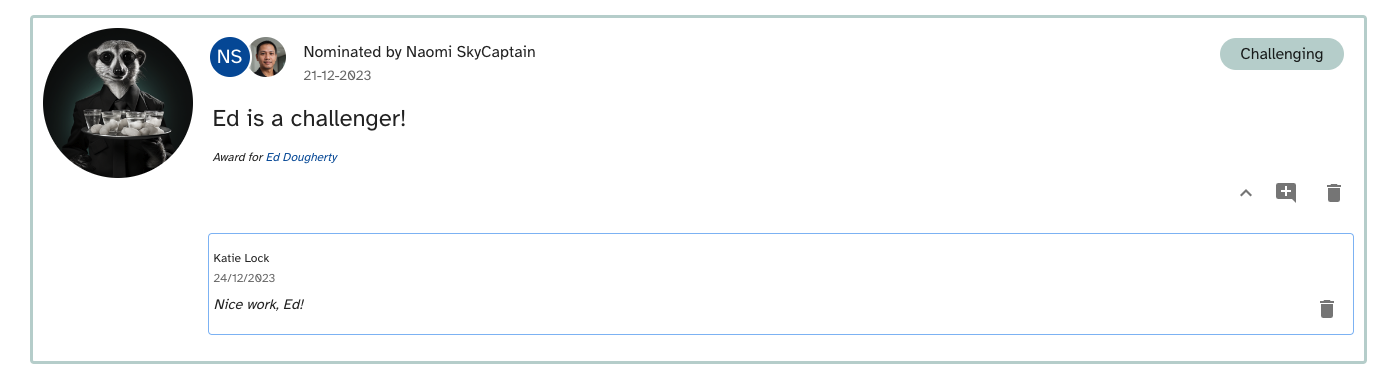 NS
Nominated by Naomi SkyCaptain
21-12-2023
Challenging
Ed is a challenger!
Award for Ed Dougherty
Katie Lock
24/12/2023
Nice work, Ed!